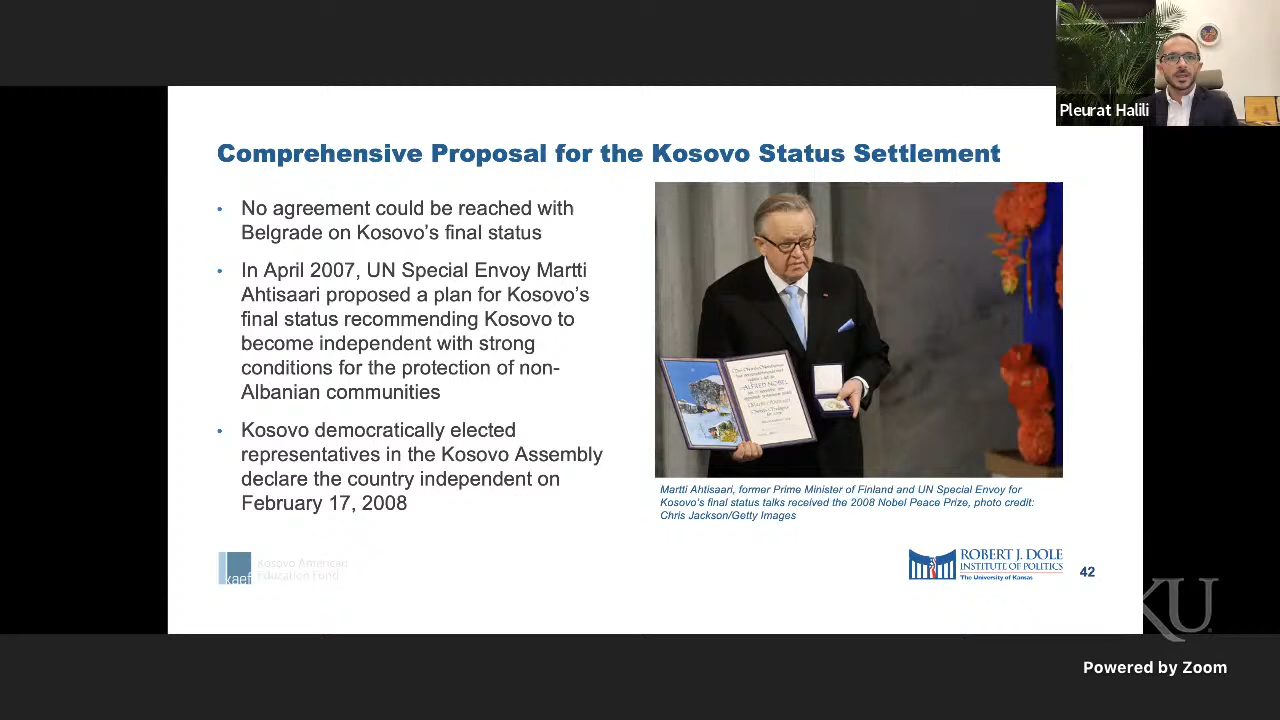 Pleurat Halili
Comprehensive Proposal for the Kosovo Status Settlement
• No agreement could be reached with
Belgrade on Kosovo's final status
• In April 2007, UN Special Envoy Martti
Ahtisaari proposed a plan for Kosovo's
final status recommending Kosovo to
become independent with strong
conditions for the protection of non-
Albanian communities
• Kosovo democratically elected
representatives in the Kosovo Assembly
declare the country independent on
February 17, 2008
ALFRED NOBEL
Martti Ahtisaari, former Prime Minister of Finland and UN Special Envoy for
Kosovo's final status talks received the 2008 Nobel Peace Prize, photo credit:
Chris Jackson/Getty Images
kaef
Kosovo American
Education Fund
ROBERT J. DOLE
INSTITUTE OF POLITICS
The University of Kansas
42
KU
Powered by Zoom